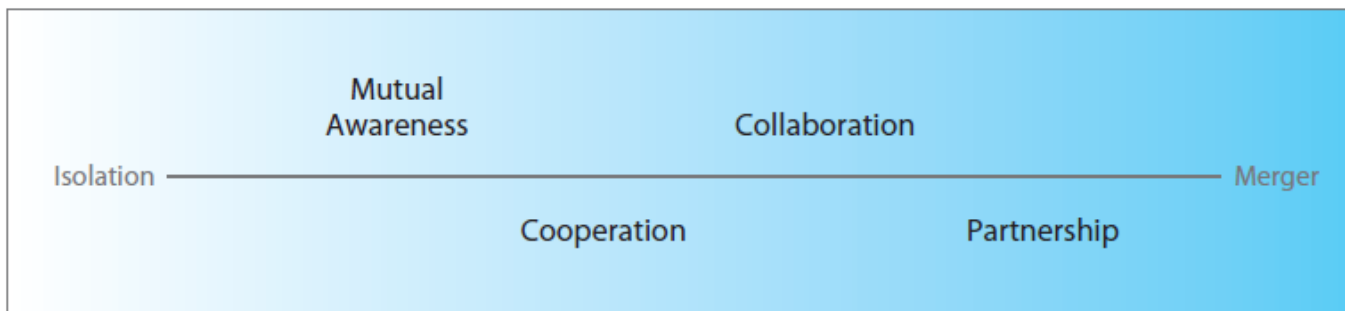 Mutual
Awareness
Collaboration
Isolation
Merger
Cooperation
Partnership